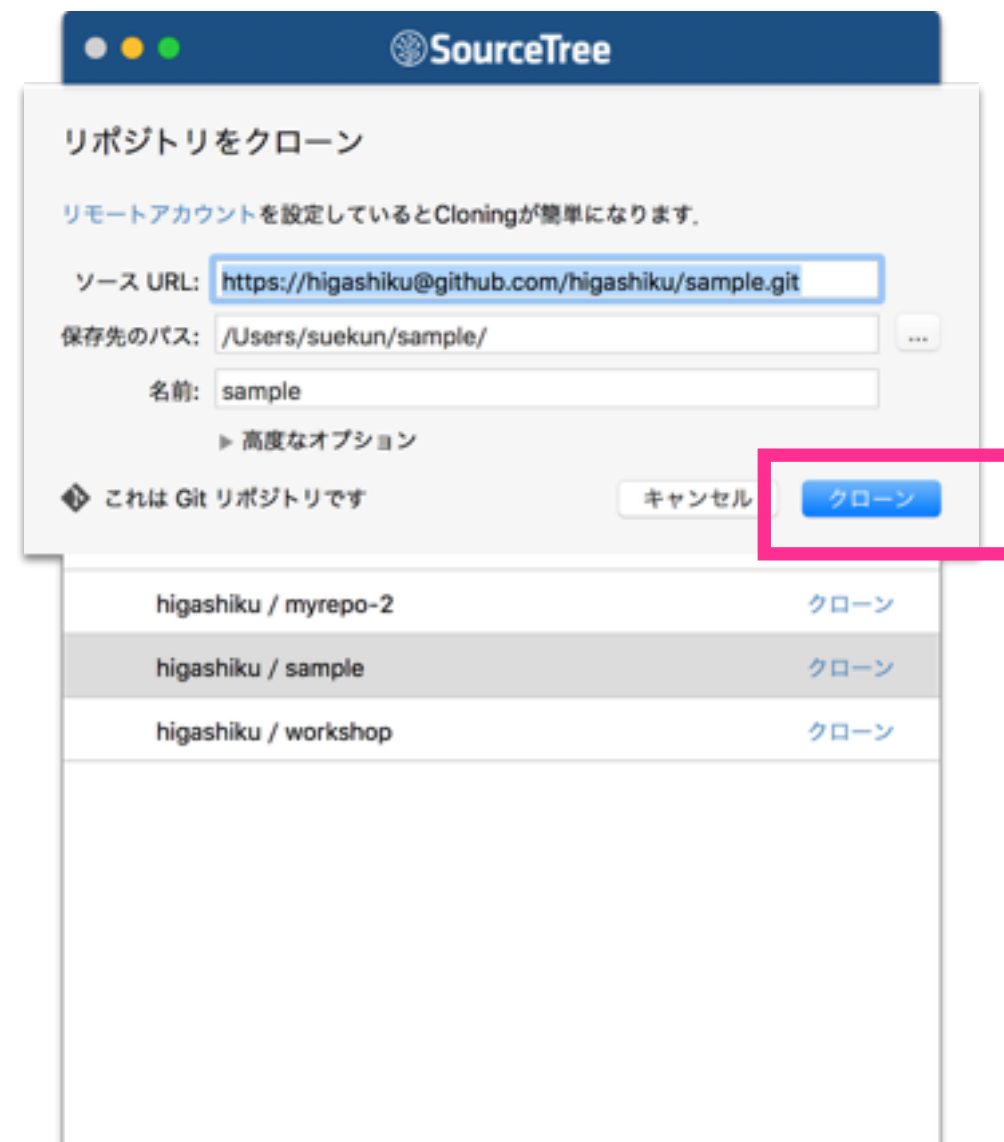 SourceTree
リポジトリをクローン
リモートアカウントを設定しているとCloningが簡単になります.
ソース URL: https://higashiku@github.com/higashiku/sample.git
保存先のパス: /Users/suekun/sample/ ...
名前: sample
高度なオプション
これは Git リポジトリです キャンセル クローン
higashiku / myrepo-2 クローン
higashiku / sample クローン
higashiku / workshop クローン